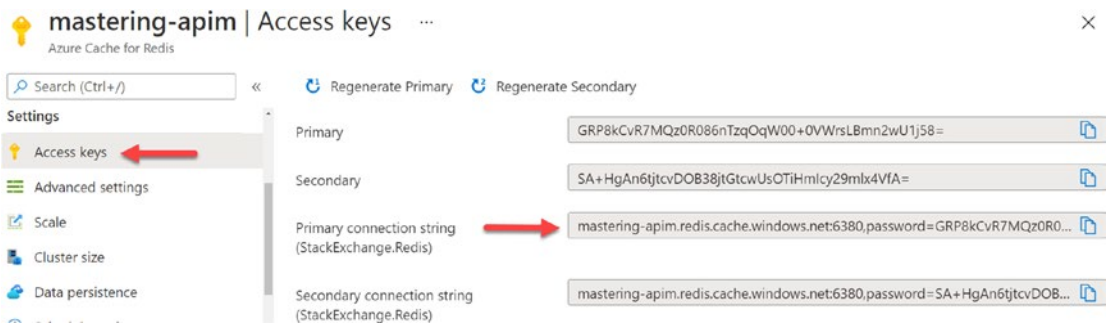 mastering-apim | Access keys ...
Azure Cache for Redis
Search (Ctrl+/)
«
Regenerate Primary
Regenerate Secondary
Settings
Access keys
Advanced settings
Scale
Cluster size
Data persistence
Primary
GRP8kCvR7MQz0R086nTzqOqW00+0VWrsLBmn2wU1j58=
Secondary
SA+HgAn6tjtcvDOB38jtGtcwUsOTiHmIcy29mlx4VfA=
Primary connection string
(StackExchange.Redis)
mastering-apim.redis.cache.windows.net:6380,password=GRP8kCvR7MQz0R0...
Secondary connection string
(StackExchange.Redis)
mastering-apim.redis.cache.windows.net:6380,password=SA+HgAn6tjtcvDOB...